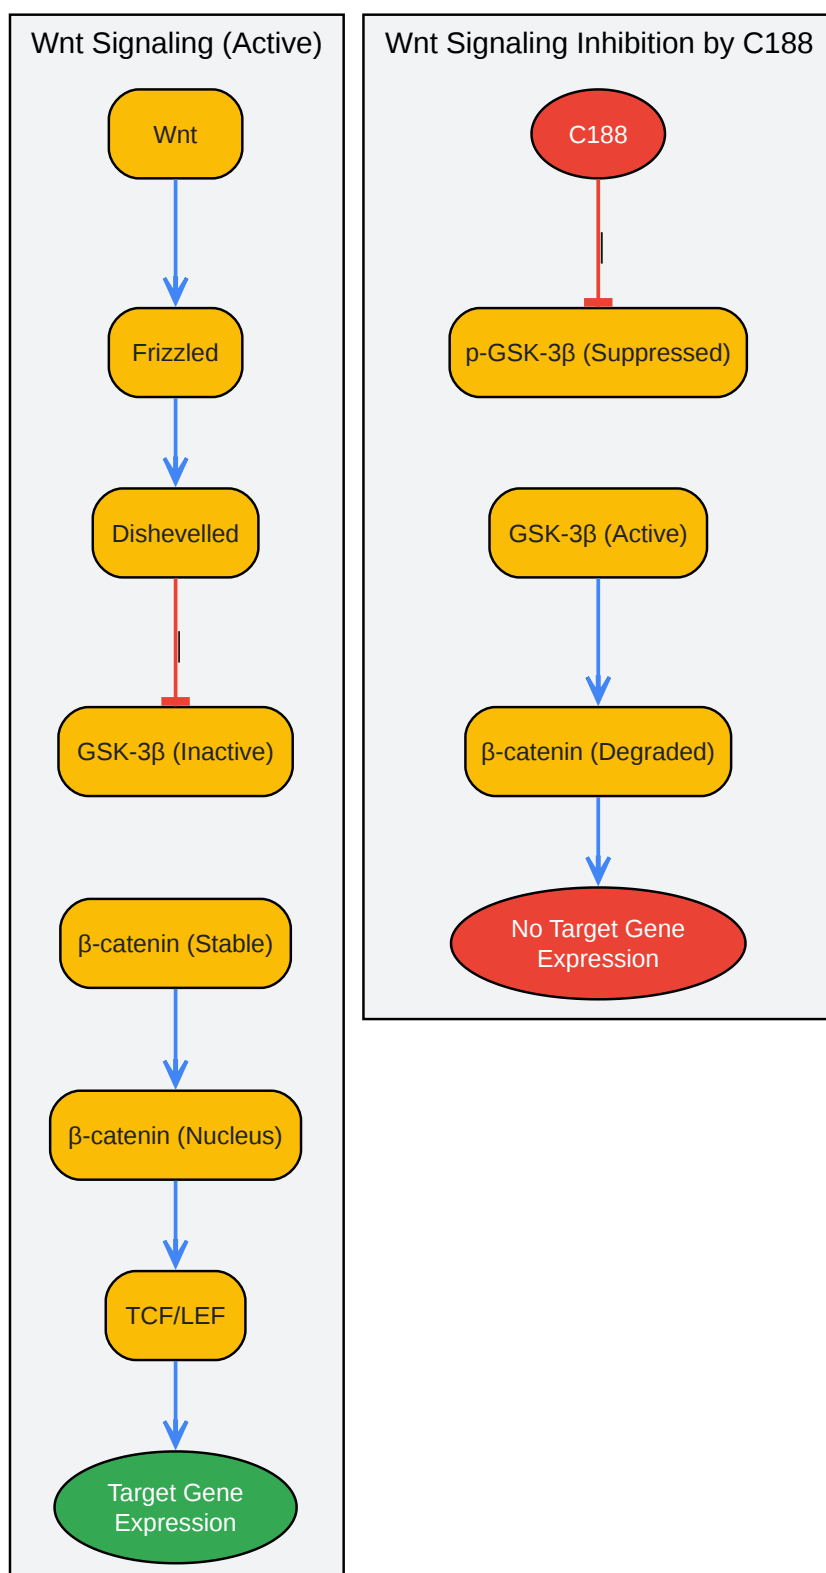 Wnt Signaling (Active)
Wnt
Frizzled
Dishevelled
|
GSK-3β (Inactive)
β-catenin (Stable)
β-catenin (Nucleus)
TCF/LEF
Target Gene
Expression
Wnt Signaling Inhibition by C188
C188
|
p-GSK-3β (Suppressed)
GSK-3β (Active)
β-catenin (Degraded)
No Target Gene
Expression